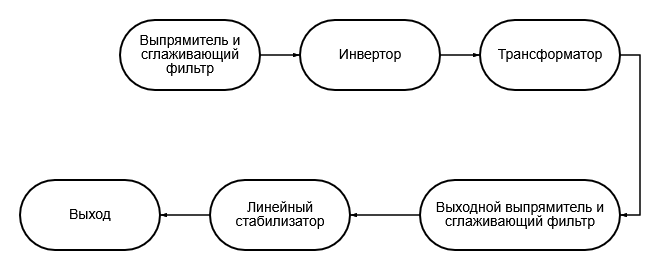 Выпрямитель и
сглаживающий
фильтр
Инвертор
Трансформатор
Выход
Линейный
стабилизатор
Выходной выпрямитель и
сглаживающий фильтр